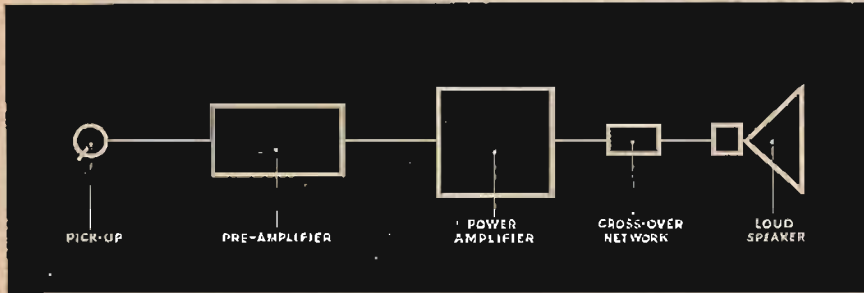 PICK-UP
PRE-AMPLIFIER
POWER
AMPLIFIER
CROSS-OVER
NETWORK
LOUD
SPEAKER